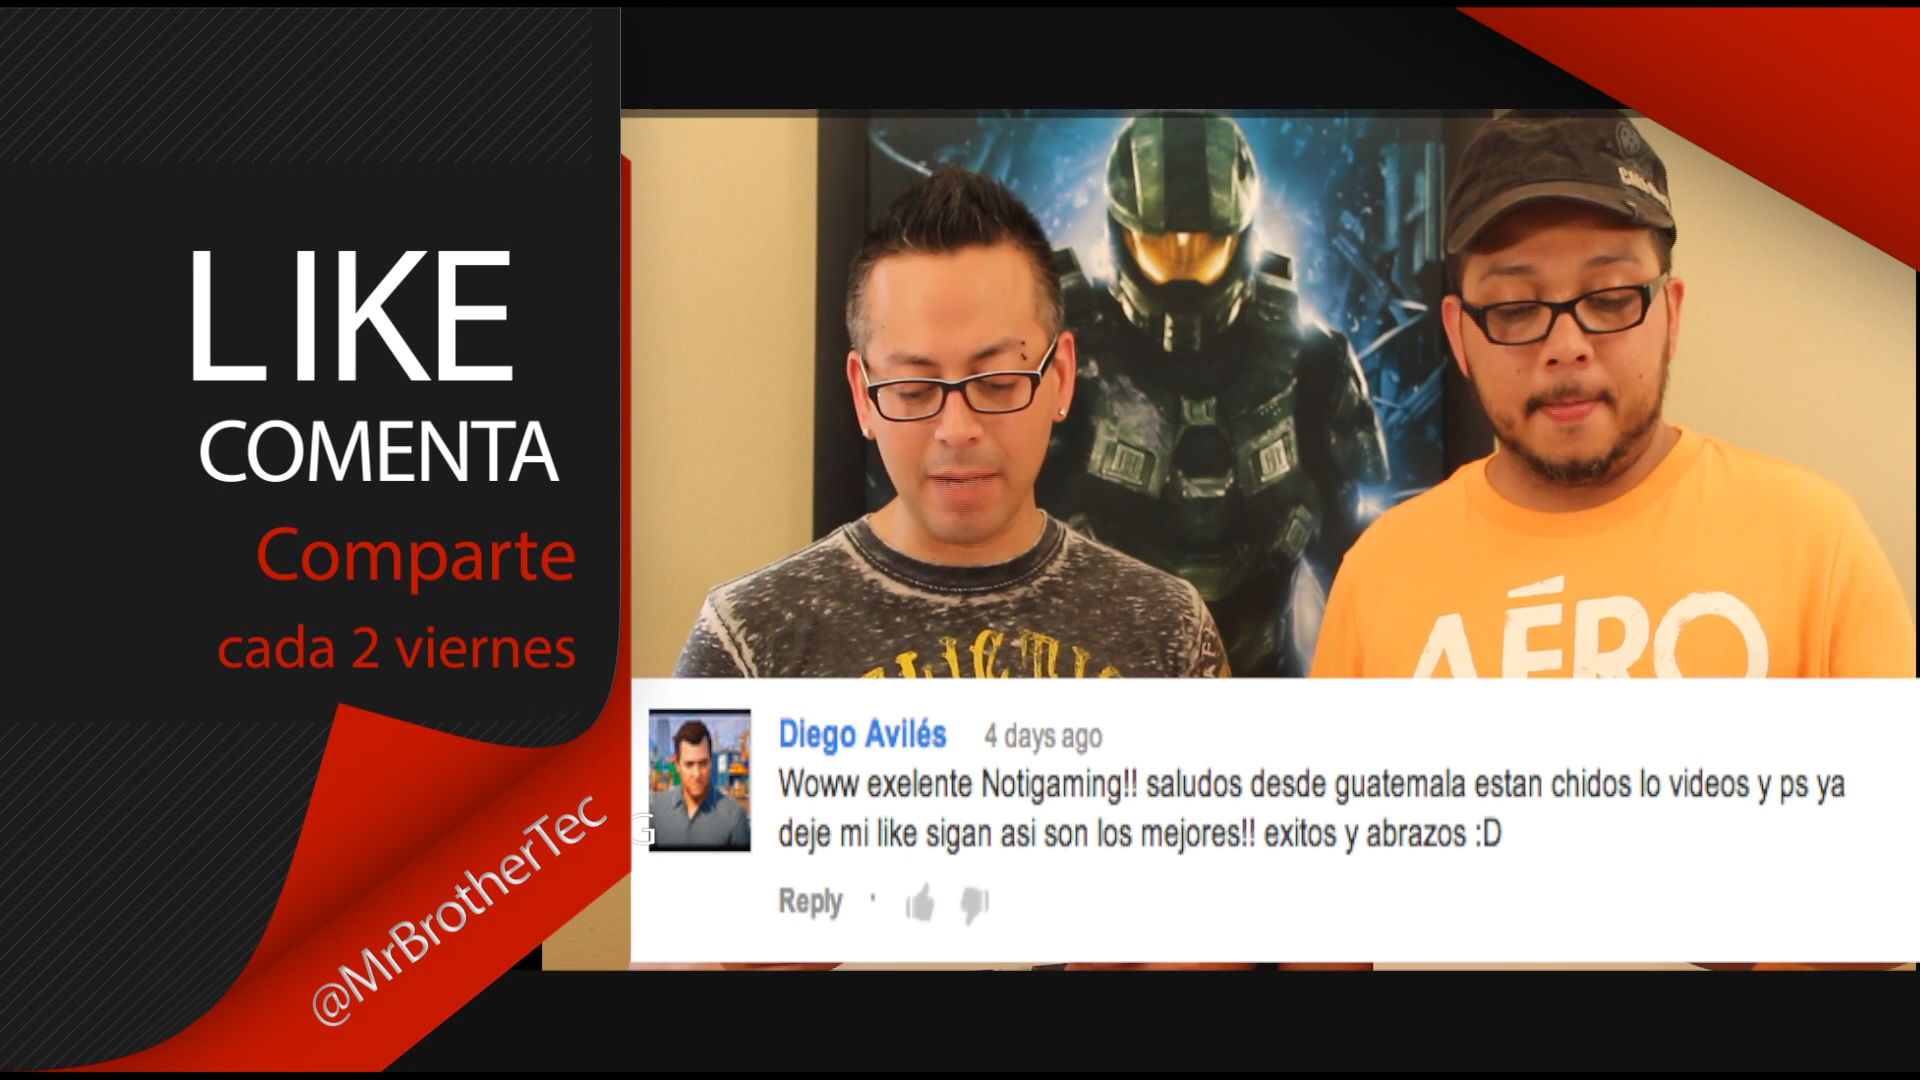 LIKE
COMENTA
Comparte
cada 2 viernes
@MrBrotherTec
G
AÉRO
Diego Avilés 4 days ago
Woww exelente Notigaming!! saludos desde guatemala estan chidos lo videos y ps ya
deje mi like sigan asi son los mejores!! exitos y abrazos :D
Reply